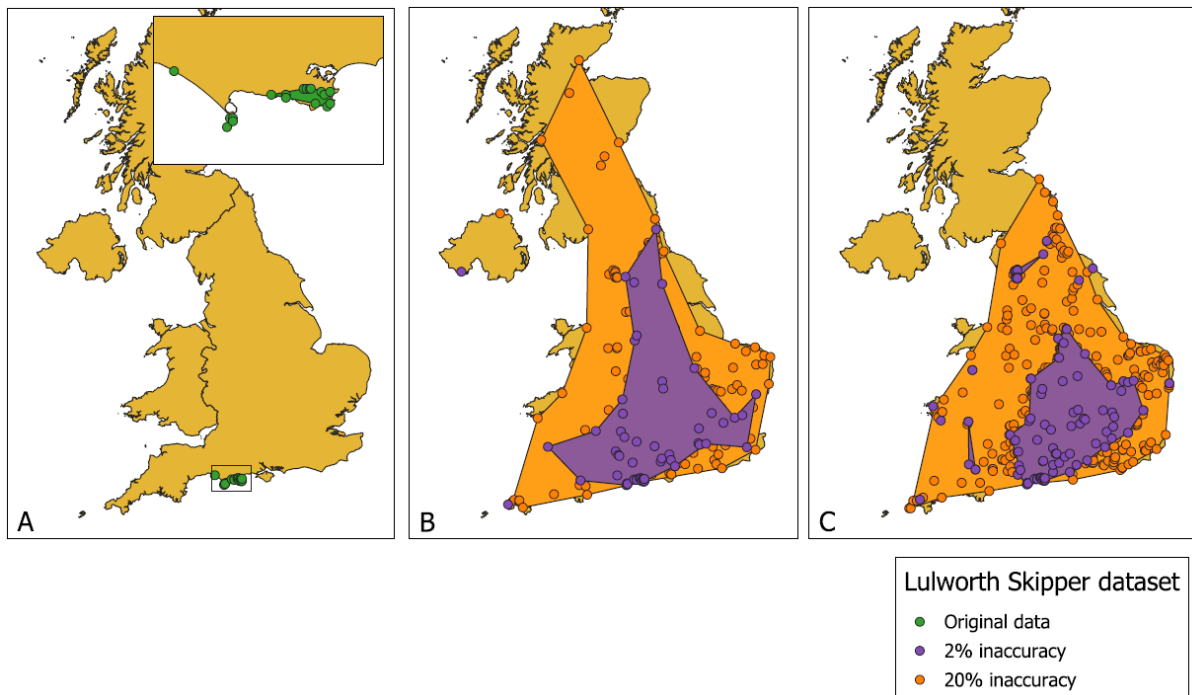 A
B
C
Lulworth Skipper dataset
Original data
2% inaccuracy
20% inaccuracy